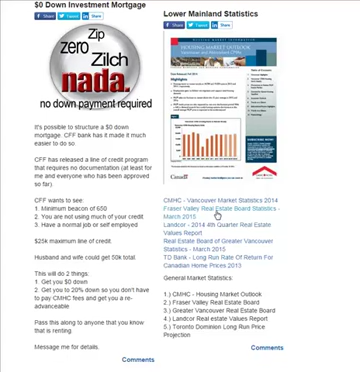 $0 Down Investment Mortgage
Share Tweet Share
Zip
zero
Zilch
nada.
no down payment required
It's possible to structure a $0 down
mortgage. CFF bank has it made it much
easier to do so.
CFF has released a line of credit program
that requires no documentation (at least for
me and everyone who has been approved
so far)
CFF wants to see:
1. Minimum beacon of 650
2. You are not using much of your credit
3. Have a normal job or self employed
$25k maximum line of credit.
Husband and wife could get 50k total.
This will do 2 things:
1. Get you $0 down
2. Get you to 20% down so you don't have
to pay CMHC fees and get you a re-
advanceable
Pass this along to anyone that you know
that is renting
Message me for details.
Comments
Lower Mainland Statistics
Share Tweet Share
HOUSING MARKET OUTLOOK
Highlights
Canada
CMHC - Vancouver Market Statistics 2014
Fraser Valley Real Estate Board Statistics -
March 2015
Landcor - 2014 4th Quarter Real Estate
Values Report
Real Estate Board of Greater Vancouver
Statistics - March 2015
TD Bank - Long Run Rate Of Return For
Canadian Home Prices 2013
General Market Statistics:
1.) CMHC - Housing Market Outlook
2.) Fraser Valley Real Estate Board
3.) Greater Vancouver Real Estate Board
4.) Landcor Real estate Values Report
5.) Toronto Dominion Long Run Price
Projection
Comments